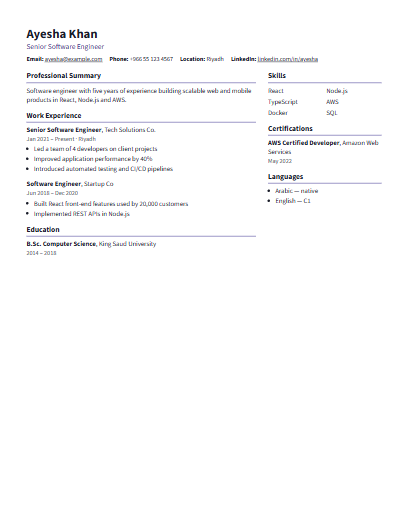 Ayesha Khan
Senior Software Engineer
Email: ayesha@example.com Phone: +966 55 123 4567 Location: Riyadh LinkedIn: linkedin.com/in/ayesha
Professional Summary
Software engineer with five years of experience building scalable web and mobile
products in React, Node.js and AWS.
Work Experience
Senior Software Engineer, Tech Solutions Co.
Jan 2021 – Present · Riyadh
• Led a team of 4 developers on client projects
• Improved application performance by 40%
• Introduced automated testing and CI/CD pipelines
Software Engineer, Startup Co
Jun 2018 – Dec 2020
• Built React front-end features used by 20,000 customers
• Implemented REST APIs in Node.js
Education
B.Sc. Computer Science, King Saud University
2014 – 2018
Skills
React Node.js
TypeScript AWS
Docker SQL
Certifications
AWS Certified Developer, Amazon Web
Services
May 2022
Languages
• Arabic — native
• English — C1